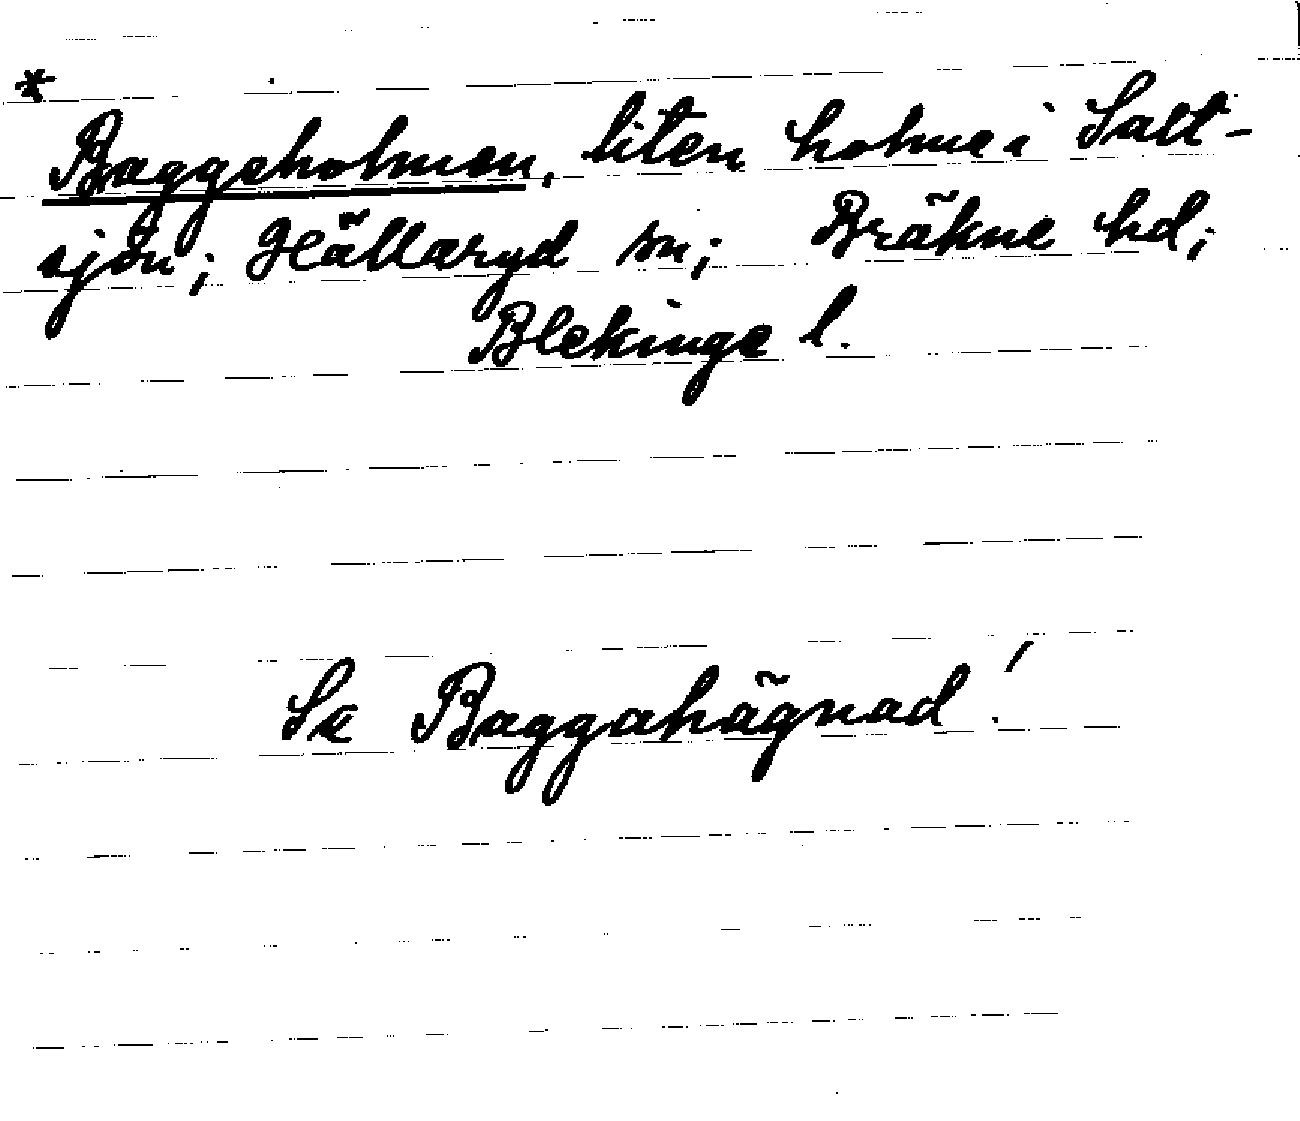 *
Baggeholmen, liten holme i Salt-
sjön; Hällaryd sn; Bräkne hd;
Blekinge l.
Se Baggahägnad!